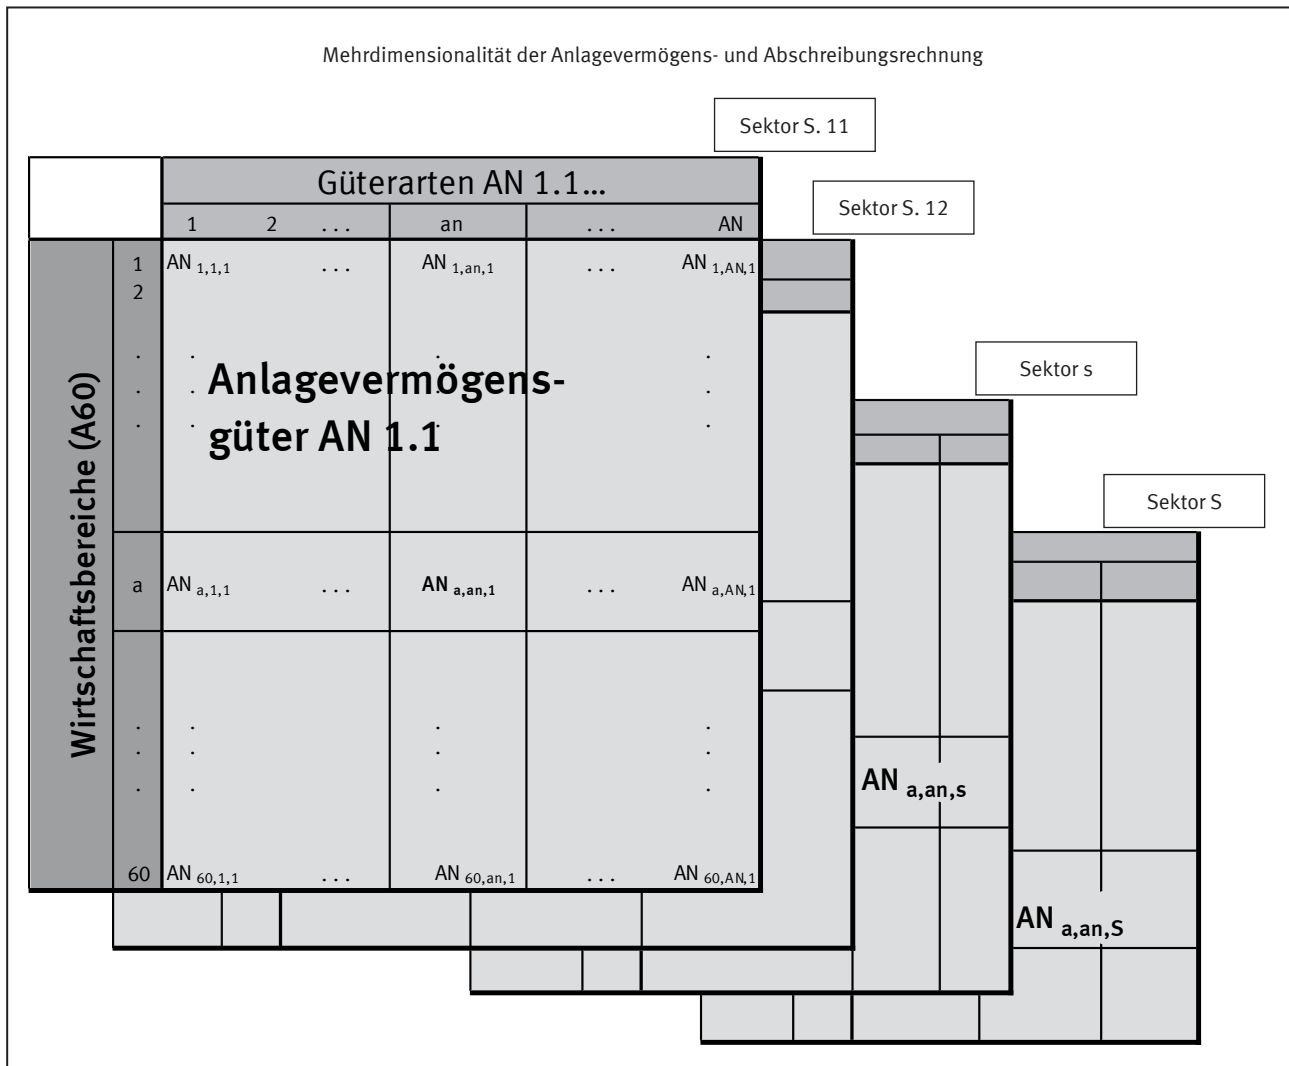 Mehrdimensionalität der Anlagevermögens- und Abschreibungsrechnung
Sektor S. 11
Güterarten AN 1.1...
Sektor S. 12
1 2 ... an ... AN
1 AN 1,1,1 ... AN 1,an,1 ... AN 1,AN,1
2
. . . .
Sektor s
Anlagevermögens-
. . . .
güter AN 1.1
. . . .
Wirtschaftsbereiche (A60)
Sektor S
a AN a,1,1 ... AN a,an,1 ... AN a,AN,1
. . . .
. . . .
AN a,an,s
. . . .
60 AN 60,1,1 ... AN 60,an,1 ... AN 60,AN,1
AN a,an,S